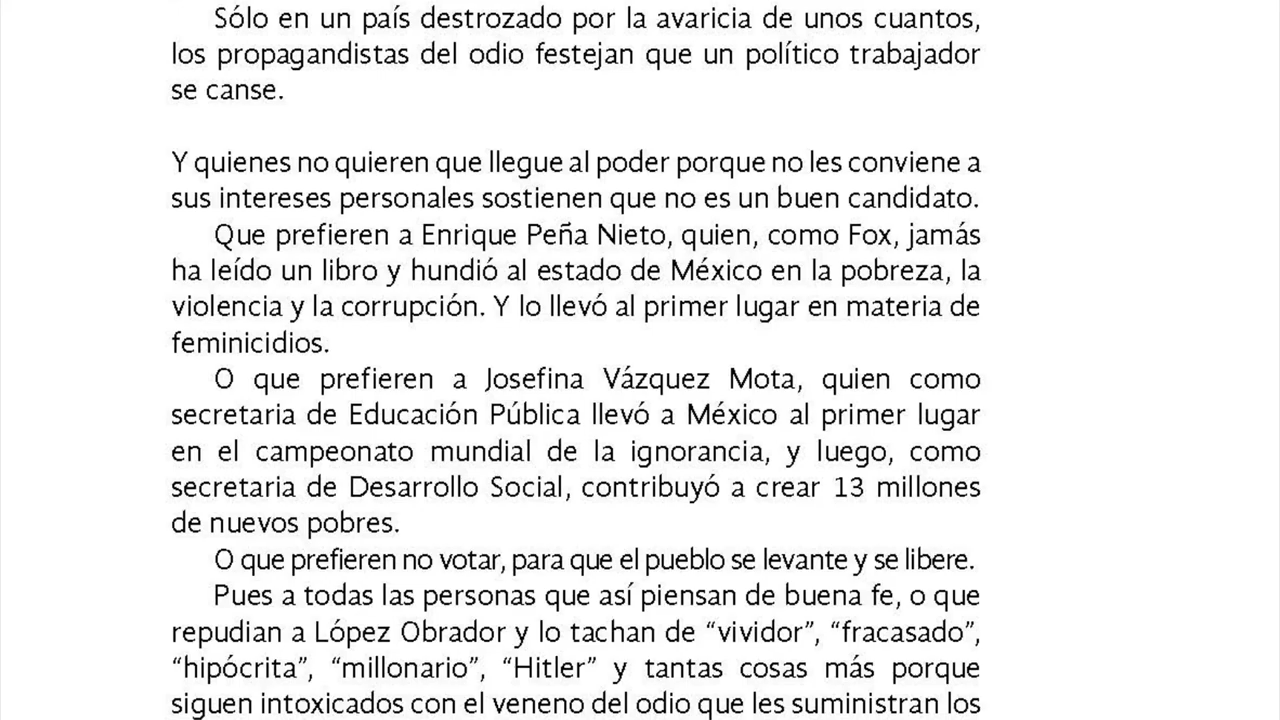 Sólo en un país destrozado por la avaricia de unos cuantos,
los propagandistas del odio festejan que un político trabajador
se canse.
Y quienes no quieren que llegue al poder porque no les conviene a
sus intereses personales sostienen que no es un buen candidato.
Que prefieren a Enrique Peña Nieto, quien, como Fox, jamás
ha leído un libro y hundió al estado de México en la pobreza, la
violencia y la corrupción. Y lo llevó al primer lugar en materia de
feminicidios.
O que prefieren a Josefina Vázquez Mota, quien como
secretaria de Educación Pública llevó a México al primer lugar
en el campeonato mundial de la ignorancia, y luego, como
secretaria de Desarrollo Social, contribuyó a crear 13 millones
de nuevos pobres.
O que prefieren no votar, para que el pueblo se levante y se libere.
Pues a todas las personas que así piensan de buena fe, o que
repudian a López Obrador y lo tachan de “vividor”, “fracasado”,
“hipócrita”, “millonario”, “Hitler” y tantas cosas más porque
siguen intoxicados con el veneno del odio que les suministran los